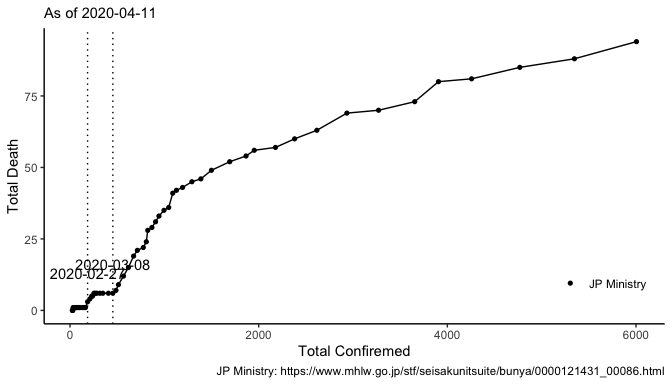 As of 2020-04-11
Total Death
75
50
25
0
2020-03-08
2020-02-27
JP Ministry
0
2000
4000
6000
Total Confiremed
JP Ministry: https://www.mhlw.go.jp/stf/seisakunitsuite/bunya/0000121431_00086.html